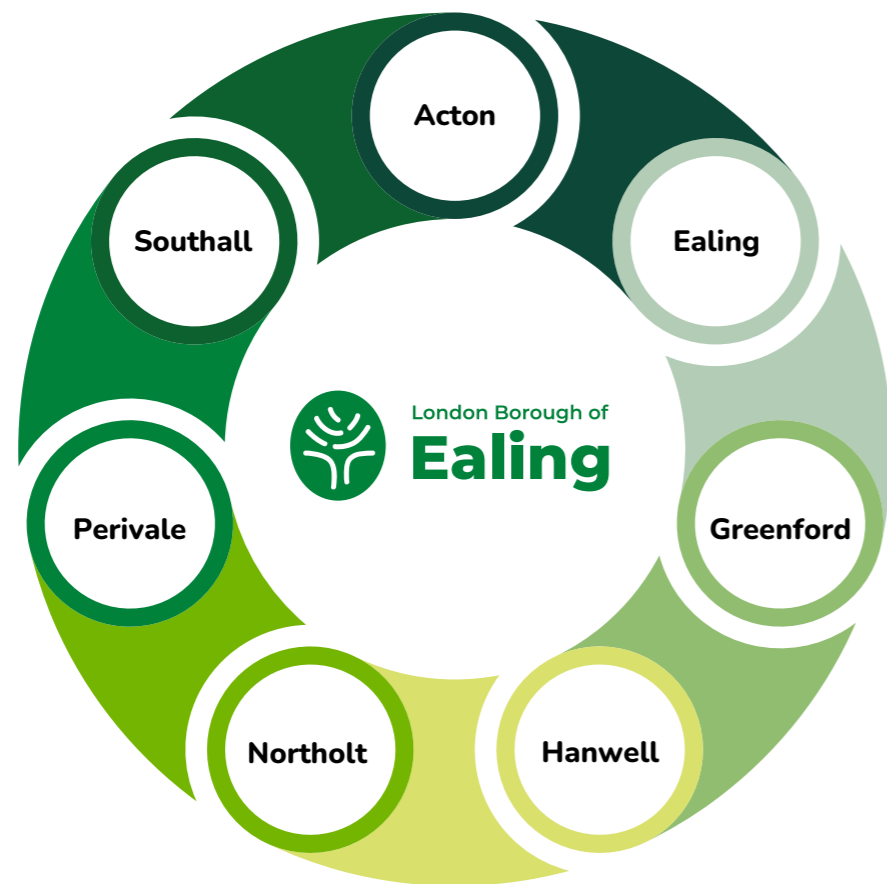 Acton
Southall
Ealing
London Borough of
Ealing
Perivale
Greenford
Northolt
Hanwell